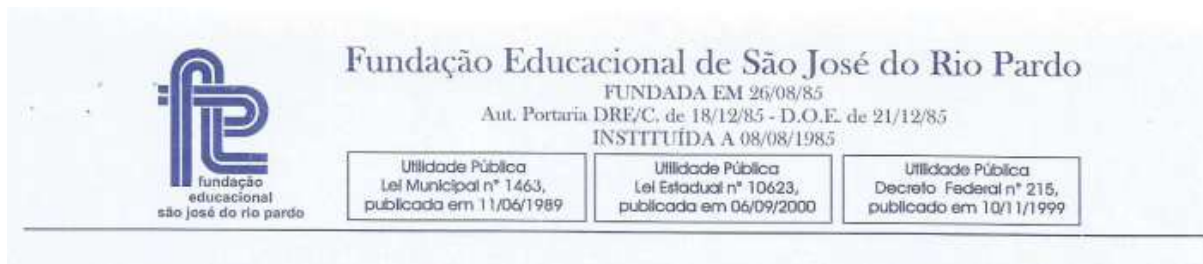 Fundação Educacional de São José do Rio Pardo
FUNDADA EM 26/08/85
Aut. Portaria DRE/C. de 18/12/85 - D.O.E. de 21/12/85
INSTITUÍDA A 08/08/1985
fundação
educacional
são josé do rio pardo
Utilidade Pública
Lei Municipal n° 1463,
publicada em 11/06/1989
Utilidade Pública
Lei Estadual n° 10623,
publicada em 06/09/2000
Utilidade Pública
Decreto Federal n° 215,
publicado em 10/11/1999